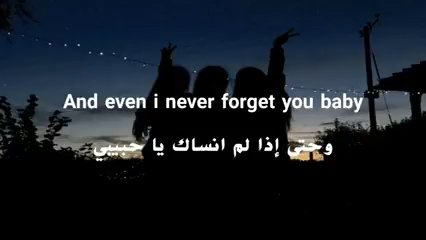 And even i never forget you baby
وحتى إذا لم انساك يا حبيبي